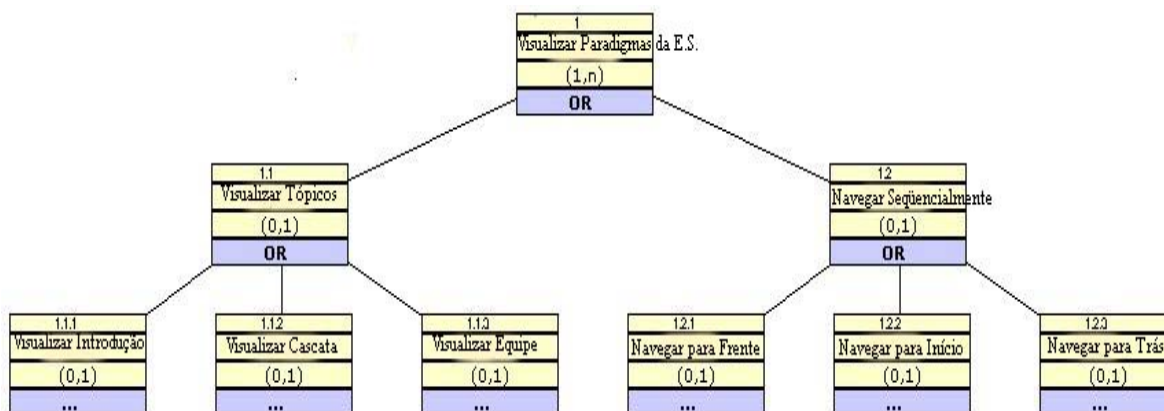 1
Visualizar Paradigmas da E.S.
(1,n)
OR
1.1
Visualizar Tópicos
(0,1)
OR
1.2
Navegar Seqüencialmente
(0,1)
OR
1.1.1
Visualizar Introdução
(0,1)
...
1.1.2
Visualizar Cascata
(0,1)
...
1.1.3
Visualizar Equipe
(0,1)
...
1.2.1
Navegar para Frente
(0,1)
...
1.2.2
Navegar para Início
(0,1)
...
1.2.3
Navegar para Trás
(0,1)
...